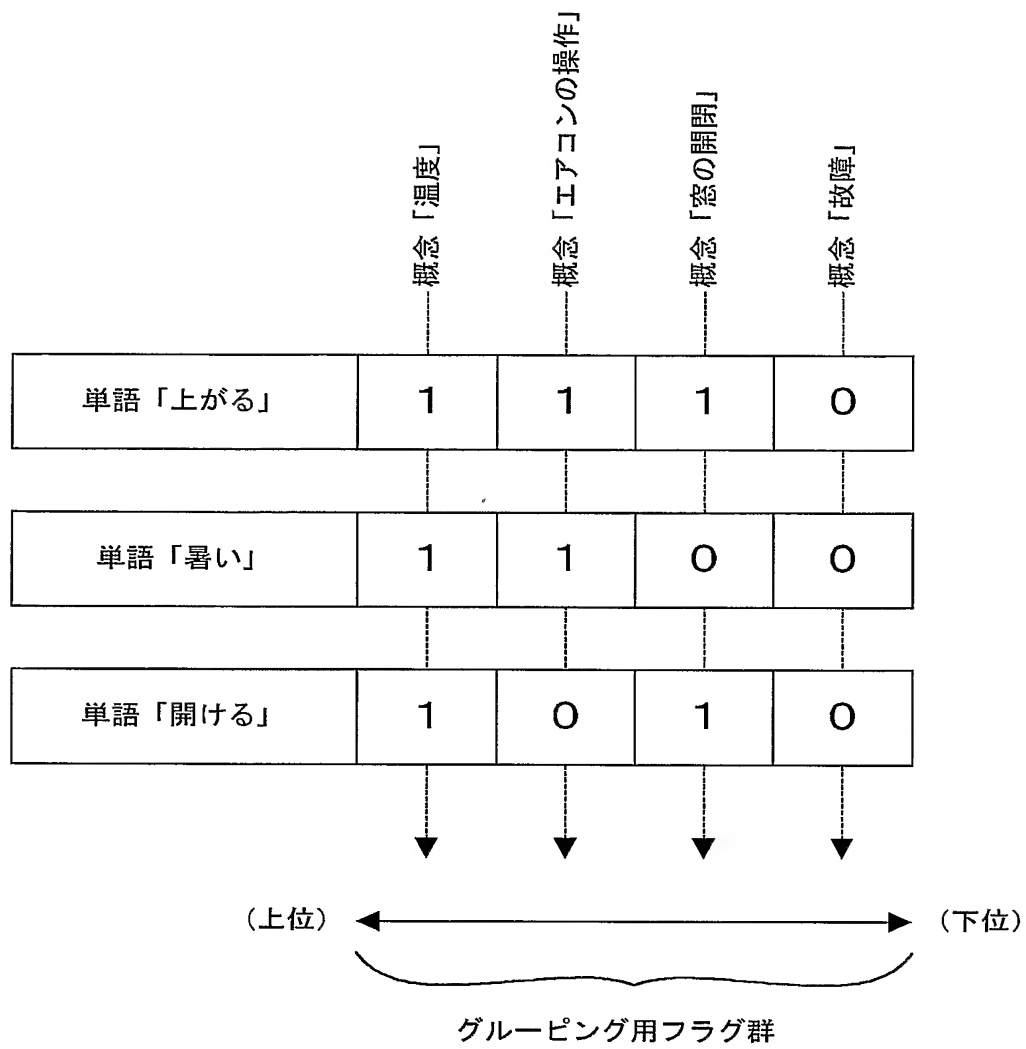 概念「温度」
概念「エアコンの操作」
概念「窓の開閉」
概念「故障」
単語「上がる」 1 1 1 0
単語「暑い」 1 1 0 0
単語「開ける」 1 0 1 0
(上位) (下位)
グルーピング用フラグ群